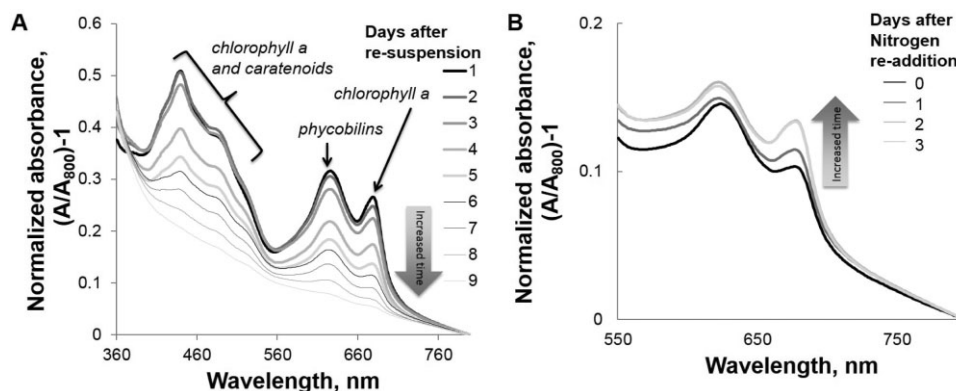 A
Normalized absorbance,
(A/A800)-1
0.6
0.5
0.4
0.3
0.2
0.1
0
360
460
560
660
760
Wavelength, nm
chlorophyll a
and caratenoids
phycobilins
chlorophyll a
Days after
re-suspension
1
2
3
4
5
6
7
8
9
Increased time
B
Normalized absorbance,
(A/A800)-1
0.2
0.1
0
550
650
750
Wavelength, nm
Days after
Nitrogen
re-addition
0
1
2
3
Increased time